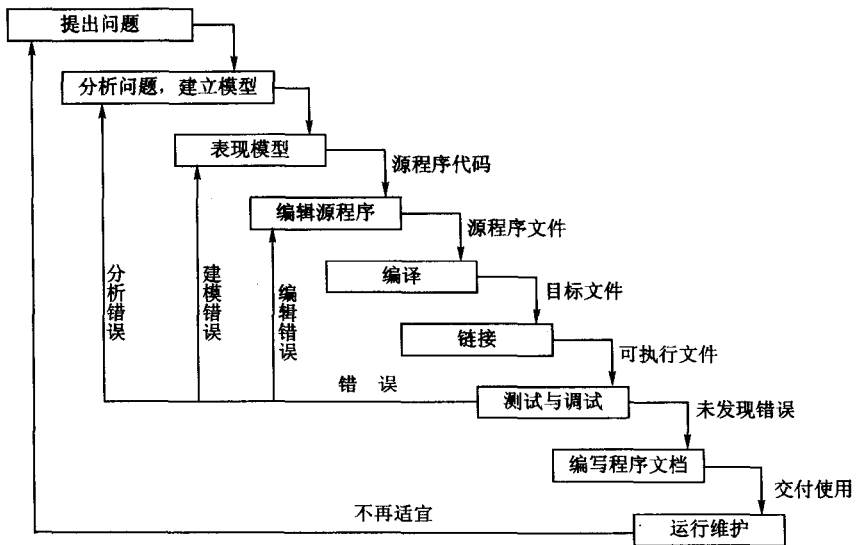 提出问题
分析问题，建立模型
表现模型
源程序代码
编辑源程序
源程序文件
编译
目标文件
分析错误
建模错误
编辑错误
链接
可执行文件
错 误
测试与调试
未发现错误
编写程序文档
交付使用
不再适宜
运行维护